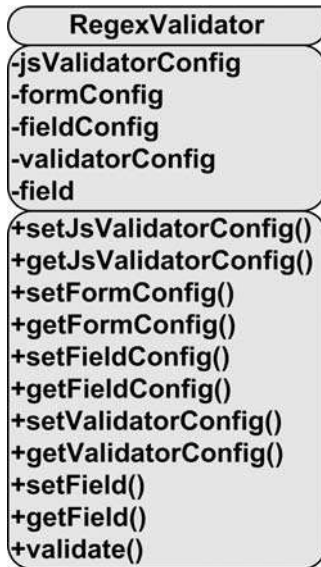 RegexValidator
-jsValidatorConfig
-formConfig
-fieldConfig
-validatorConfig
-field
+setJsValidatorConfig()
+getJsValidatorConfig()
+setFormConfig()
+getFormConfig()
+setFieldConfig()
+getFieldConfig()
+setValidatorConfig()
+getValidatorConfig()
+setField()
+getField()
+validate()